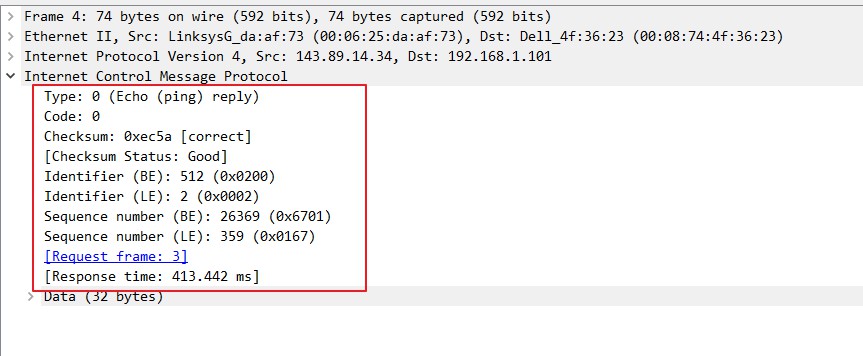 Frame 4: 74 bytes on wire (592 bits), 74 bytes captured (592 bits)
Ethernet II, Src: LinksysG_da:af:73 (00:06:25:da:af:73), Dst: Dell_4f:36:23 (00:08:74:4f:36:23)
Internet Protocol Version 4, Src: 143.89.14.34, Dst: 192.168.1.101
Internet Control Message Protocol
Type: 0 (Echo (ping) reply)
Code: 0
Checksum: 0xec5a [correct]
[Checksum Status: Good]
Identifier (BE): 512 (0x0200)
Identifier (LE): 2 (0x0002)
Sequence number (BE): 26369 (0x6701)
Sequence number (LE): 359 (0x0167)
[Request frame: 3]
[Response time: 413.442 ms]
Data (32 bytes)